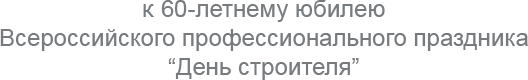 к 60-летнему юбилею
Всероссийского профессионального праздника
“День строителя”